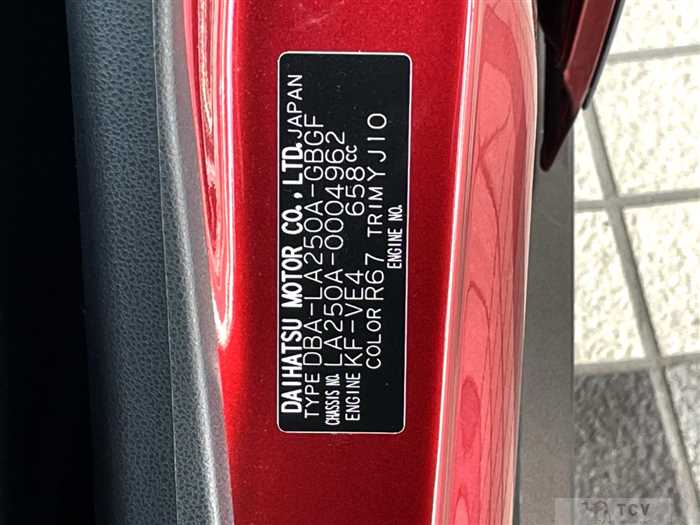 DAIHATSU MOTOR CO., LTD. JAPAN
TYPE DBA-LA250A-GBGF
CHASSIS NO. LA250A-0004962
ENGINE KF-VE4 658CC
COLOR R67 TRIM YJ10
ENGINE NO.
TCV